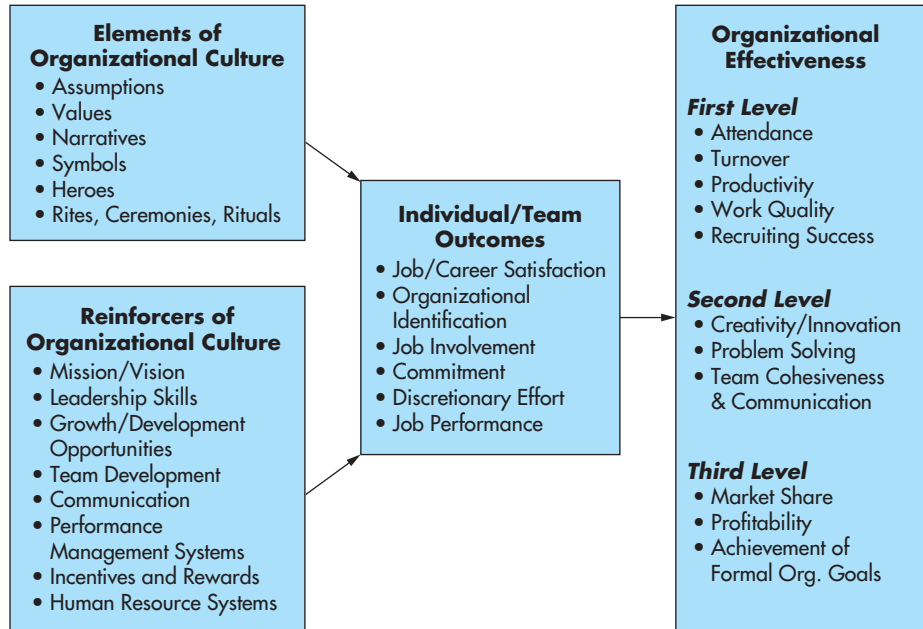 Elements of
Organizational Culture
• Assumptions
• Values
• Narratives
• Symbols
• Heroes
• Rites, Ceremonies, Rituals
Reinforcers of
Organizational Culture
• Mission/Vision
• Leadership Skills
• Growth/Development
Opportunities
• Team Development
• Communication
• Performance
Management Systems
• Incentives and Rewards
• Human Resource Systems
Individual/Team
Outcomes
• Job/Career Satisfaction
• Organizational
Identification
• Job Involvement
• Commitment
• Discretionary Effort
• Job Performance
Organizational
Effectiveness
First Level
• Attendance
• Turnover
• Productivity
• Work Quality
• Recruiting Success
Second Level
• Creativity/Innovation
• Problem Solving
• Team Cohesiveness
& Communication
Third Level
• Market Share
• Profitability
• Achievement of
Formal Org. Goals